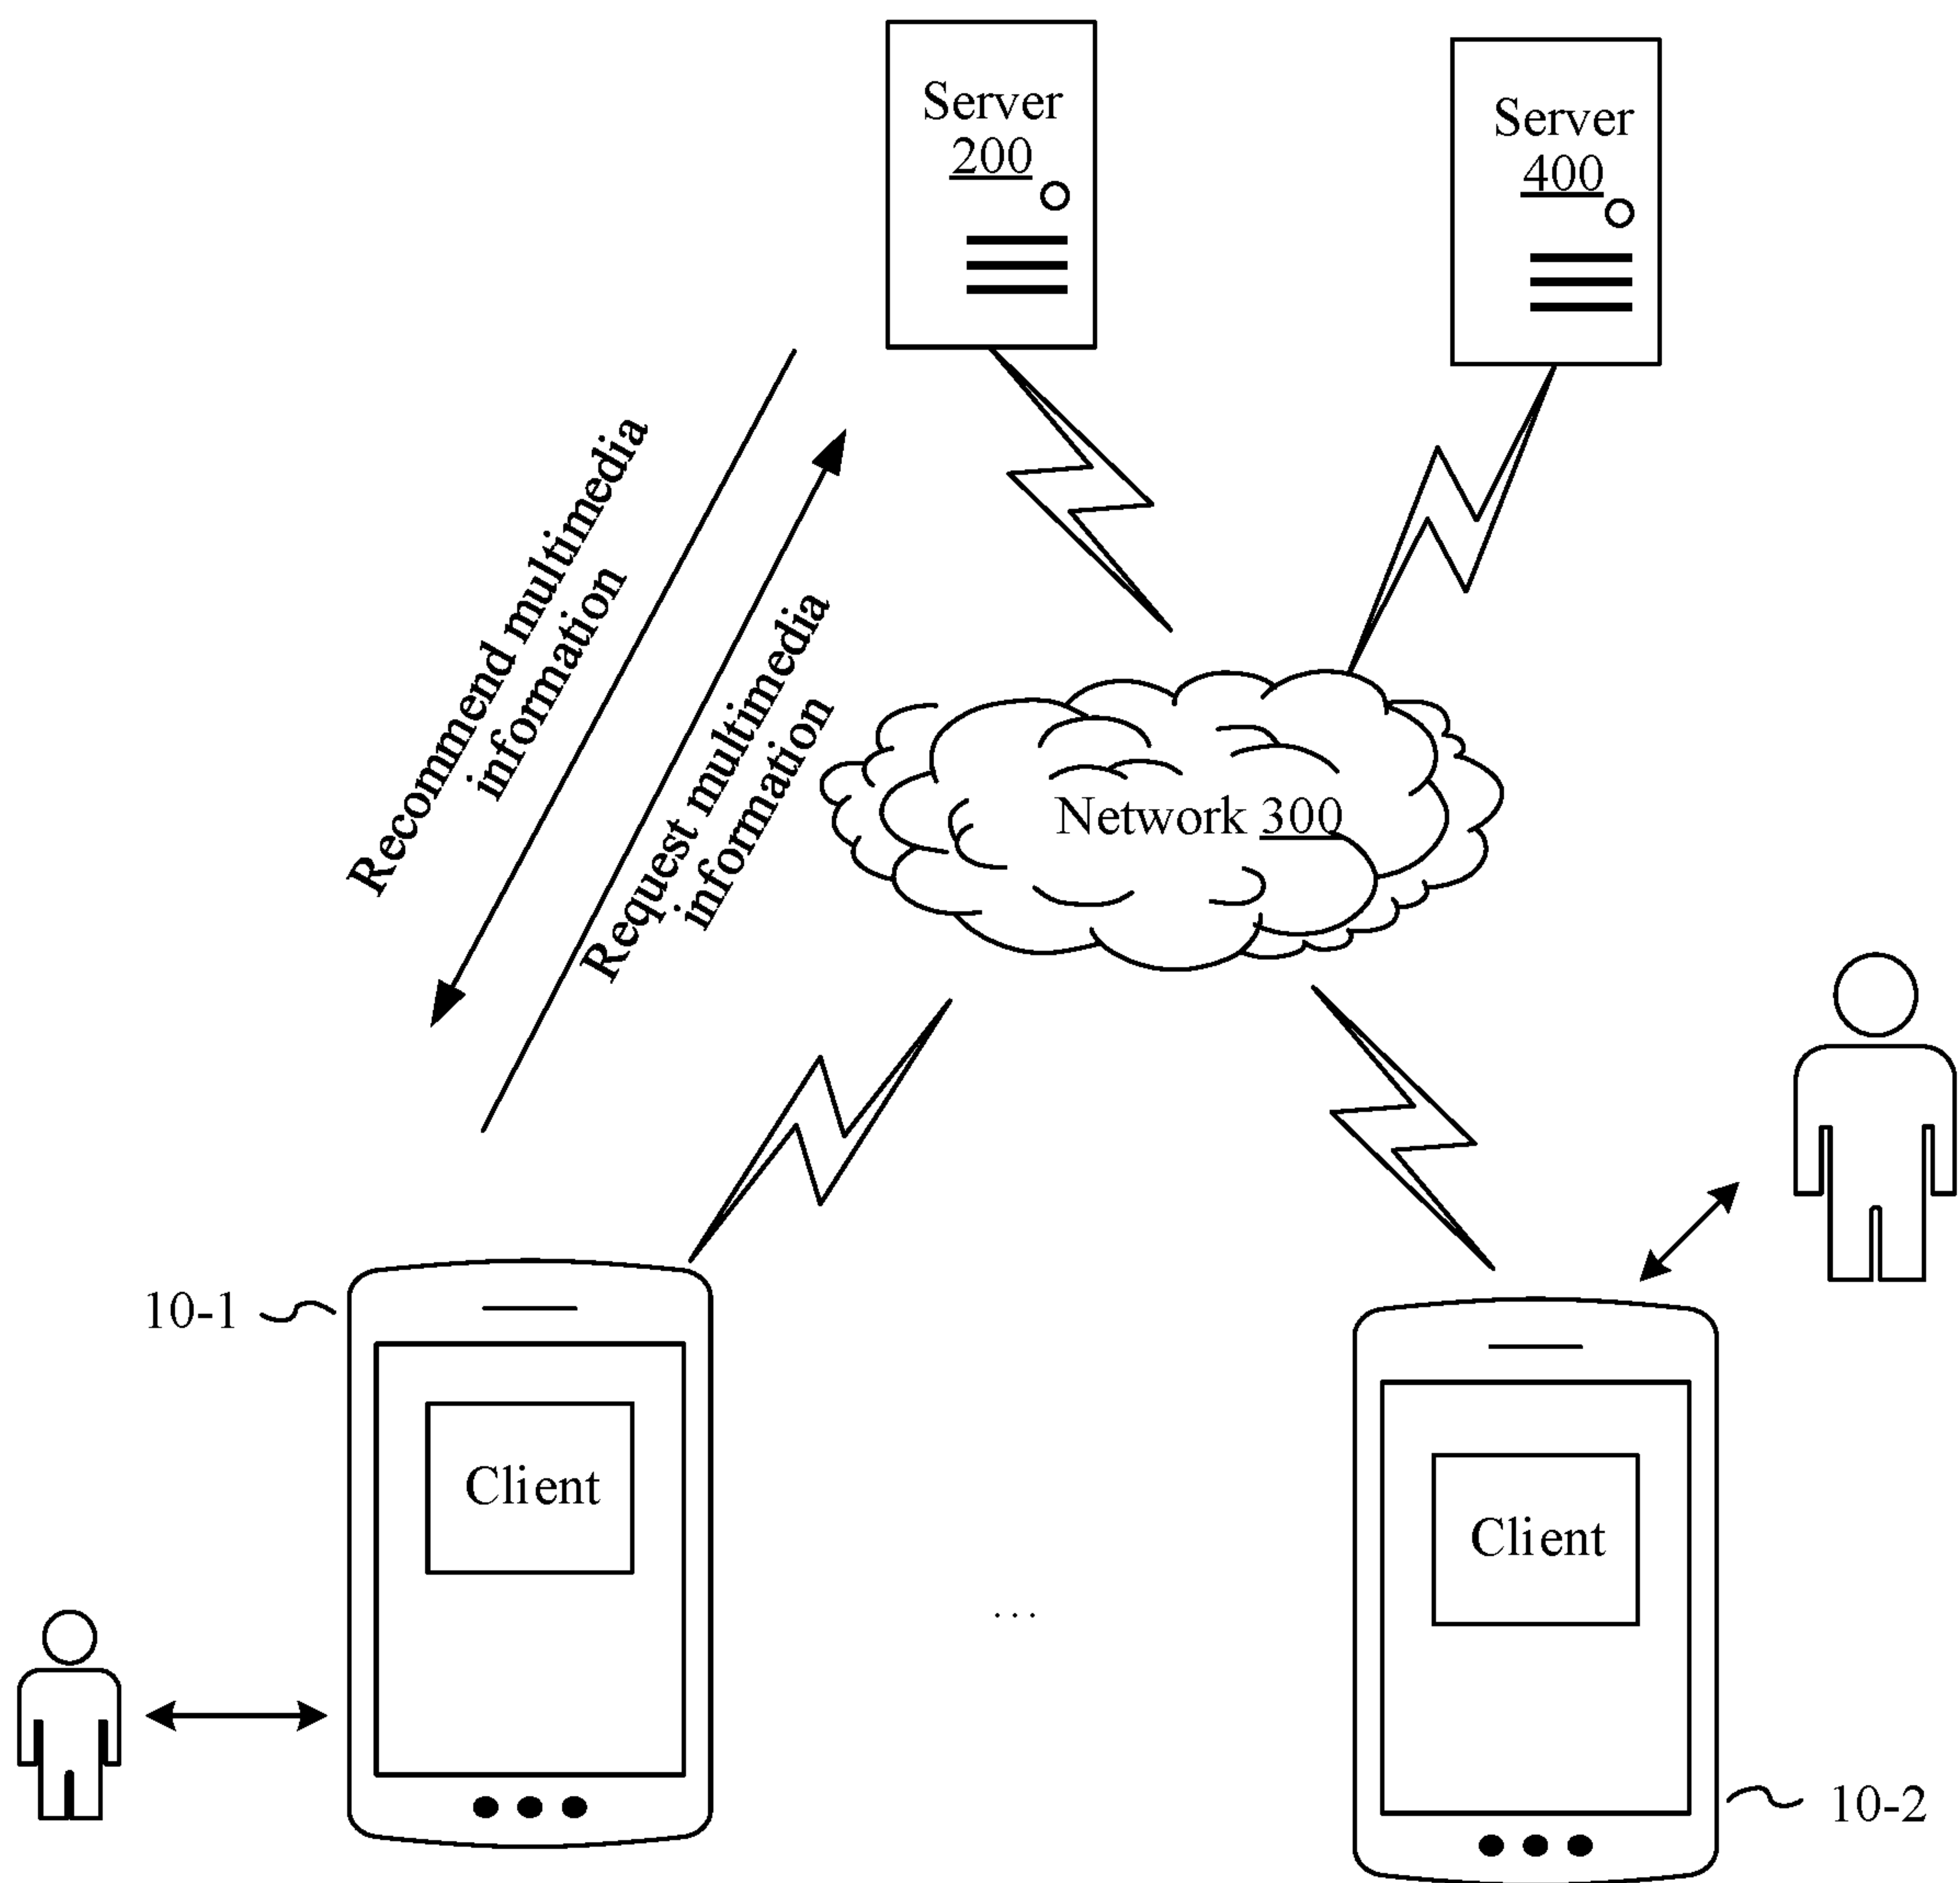 Server
200
Server
400
Recommend multimedia
information
Request multimedia
information
Network 300
10-1
Client
Client
...
10-2